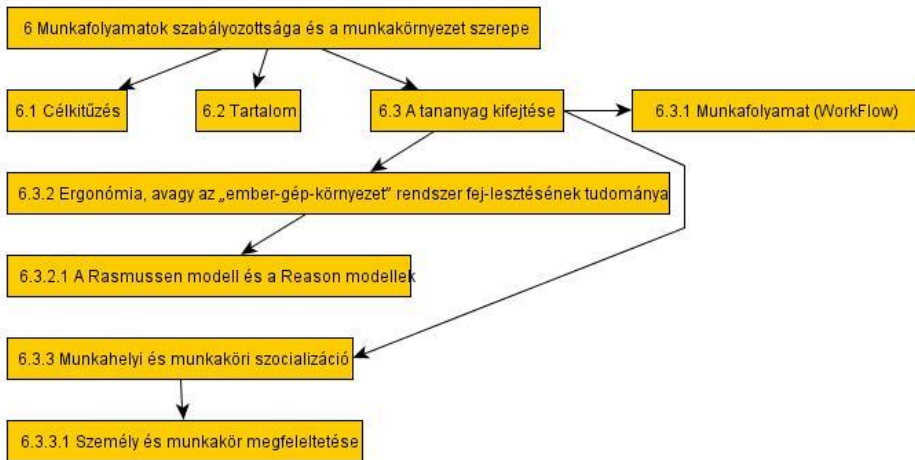 6 Munkafolyamatok szabályozottsága és a munkakörnyezet szerepe
6.1 Célkitűzés
6.2 Tartalom
6.3 A tananyag kifejtése
6.3.1 Munkafolyamat (WorkFlow)
6.3.2 Ergonómia, avagy az „ember-gép-környezet” rendszer fej-lesztésének tudománya
6.3.2.1 A Rasmussen modell és a Reason modellek
6.3.3 Munkahelyi és munkaköri szocializáció
6.3.3.1 Személy és munkakör megfeleltetése